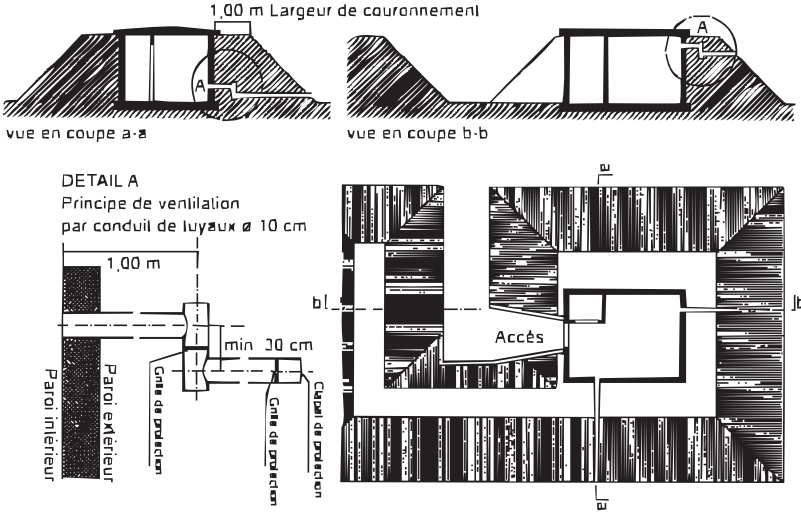 1,00 m Largeur de couronnement
A
A
vue en coupe a-a
vue en coupe b-b
DETAIL A
Principe de ventilation
par conduit de tuyaux ø 10 cm
1,00 m
a
b
b
Accès
min 30 cm
Paroi intérieur
Paroi extérieur
Grille de protection
Grille de protection
Clapet de protection
a